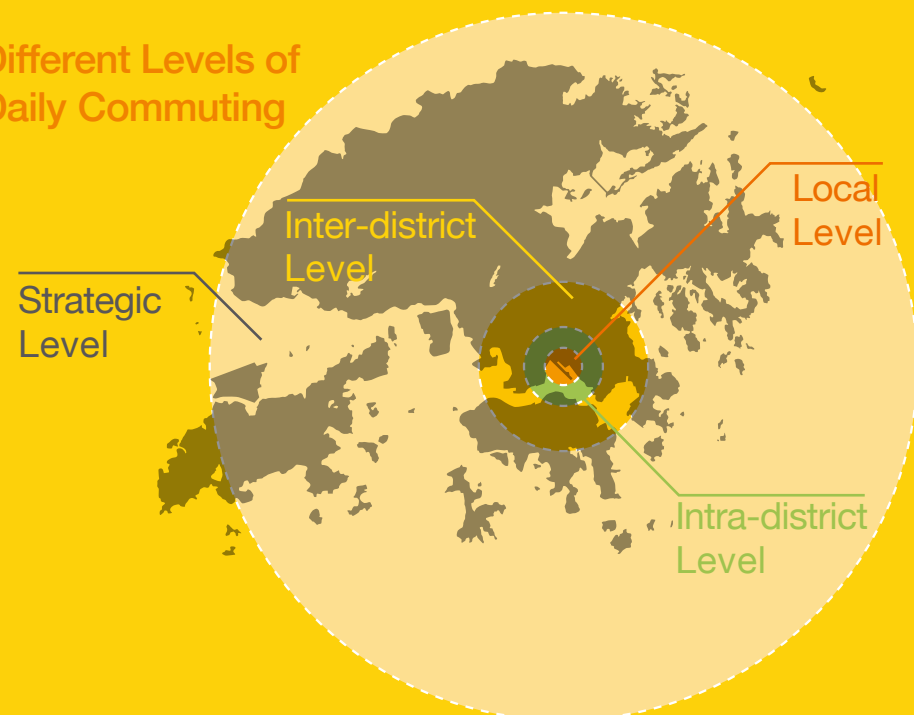 Different Levels of
Daily Commuting
Local
Level
Inter-district
Level
Strategic
Level
Intra-district
Level